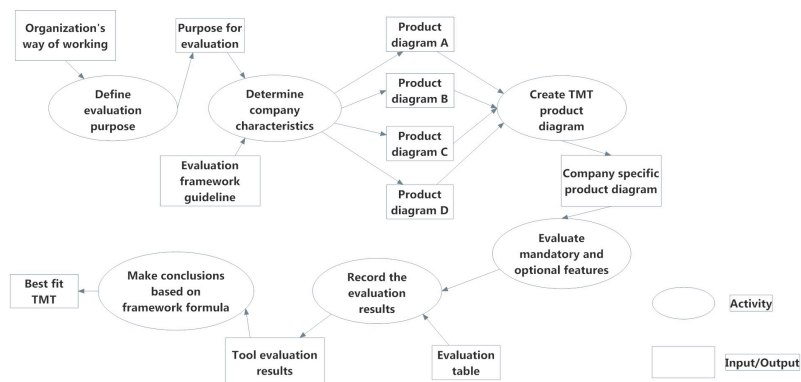 Organization's
way of working
Purpose for
evaluation
Define
evaluation
purpose
Determine
company
characteristics
Evaluation
framework
guideline
Product
diagram A
Product
diagram B
Product
diagram C
Product
diagram D
Create TMT
product
diagram
Company specific
product diagram
Evaluate
mandatory and
optional features
Record the
evaluation
results
Evaluation
table
Tool evaluation
results
Make conclusions
based on
framework formula
Best fit
TMT
Activity
Input/Output